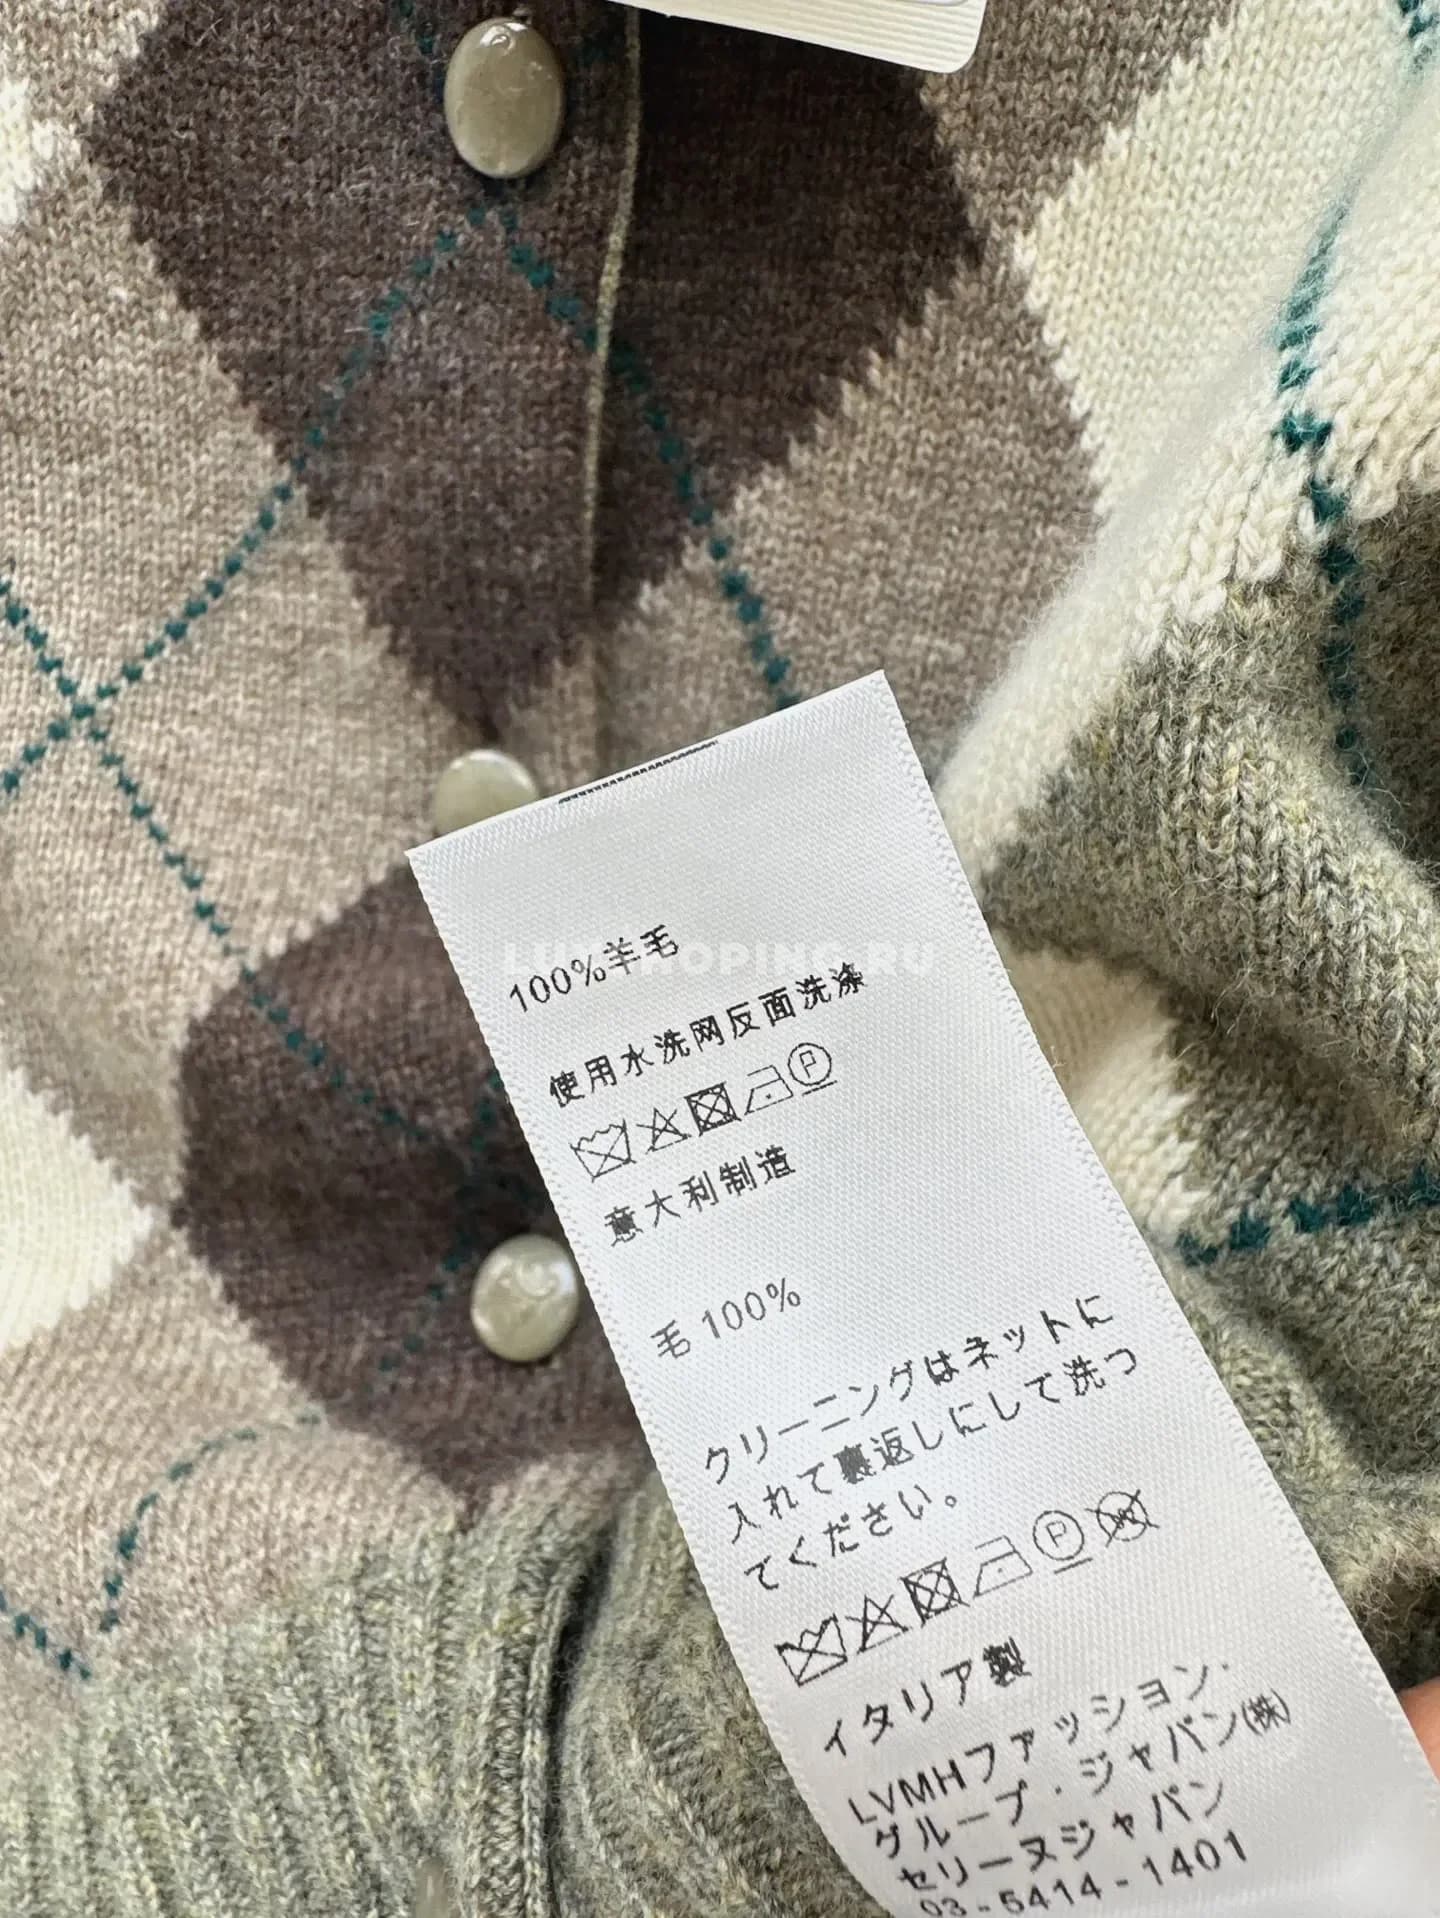 100%羊毛
使用水洗网反面洗涤
P
意大利制造
毛 100%
クリーニングはネットに
入れて裏返しにして洗つ
てください。
P W
イタリア製
LVMHファッション・
グループ・ジャパン(株)
セリーヌジャパン
03-5414-1401